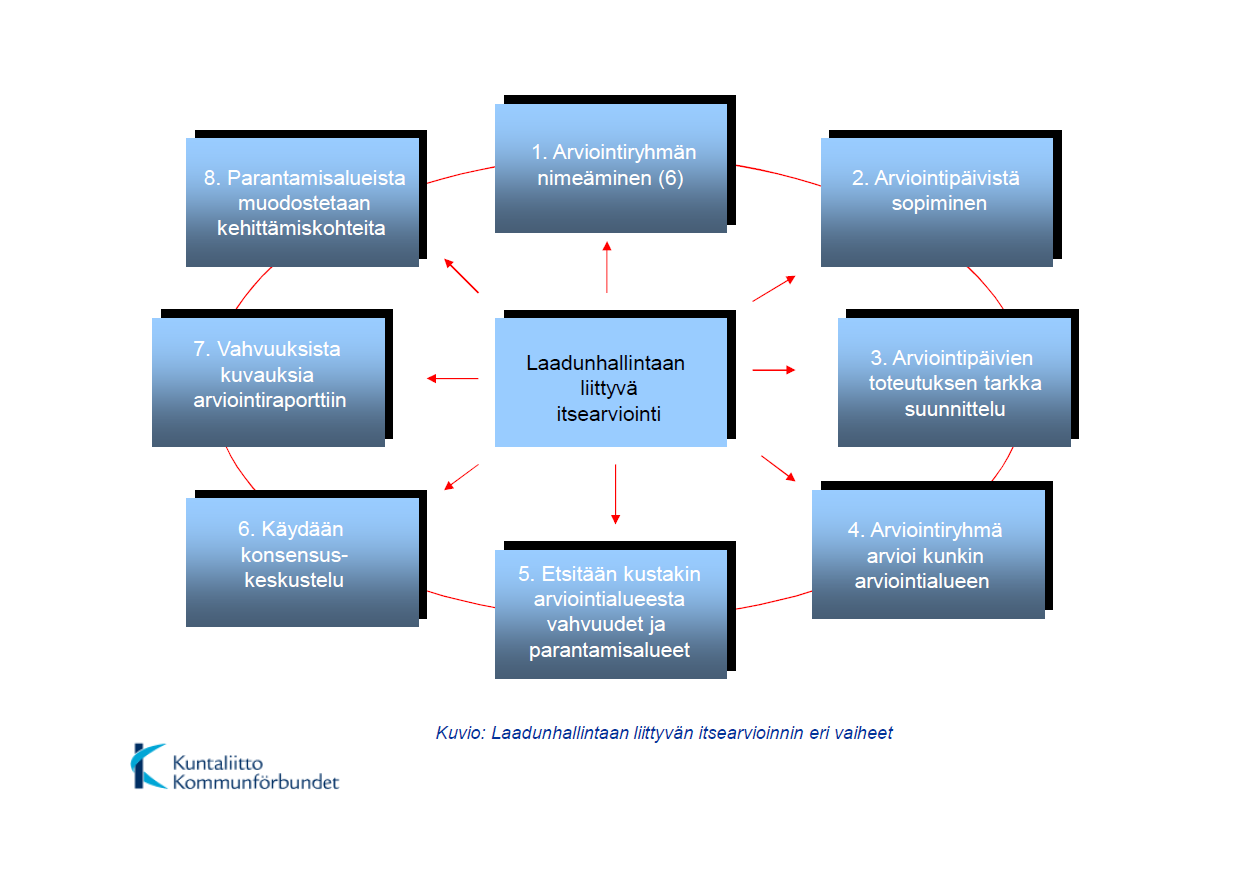 1. Arviointiryhmän
nimeäminen (6)
2. Arviointipäivistä
sopiminen
3. Arviointipäivien
toteutuksen tarkka
suunnittelu
4. Arviointiryhmä
arvioi kunkin
arviointialueen
5. Etsitään kustakin
arviointialueesta
vahvuudet ja
parantamisalueet
6. Käydään
konsensus-
keskustelu
7. Vahvuuksista
kuvauksia
arviointiraporttiin
8. Parantamisalueista
muodostetaan
kehittämiskohteita
Laadunhallintaan
liittyvä
itsearviointi
Kuvio: Laadunhallintaan liittyvän itsearvioinnin eri vaiheet
Kuntaliitto
Kommunförbundet